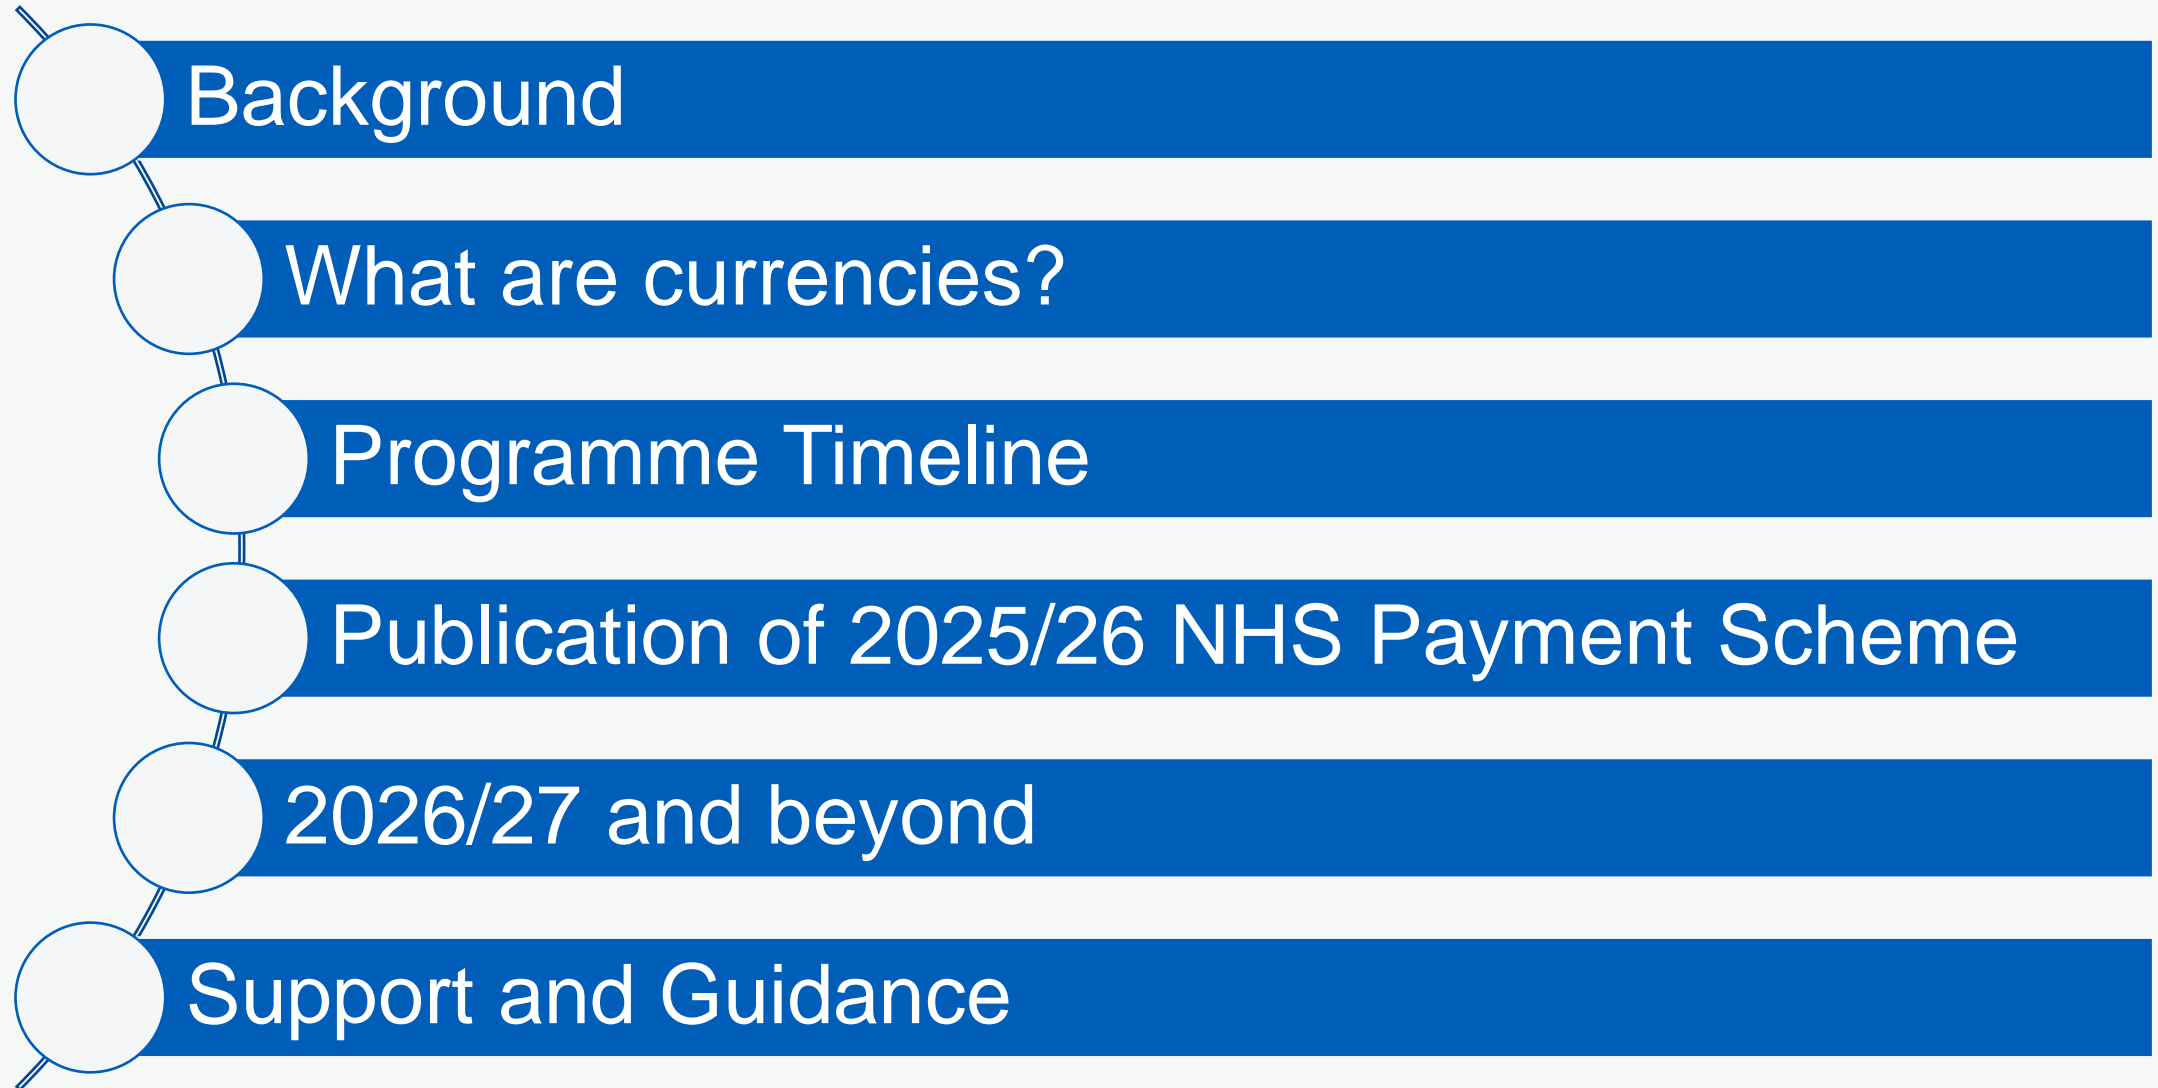 Background
What are currencies?
Programme Timeline
Publication of 2025/26 NHS Payment Scheme
2026/27 and beyond
Support and Guidance